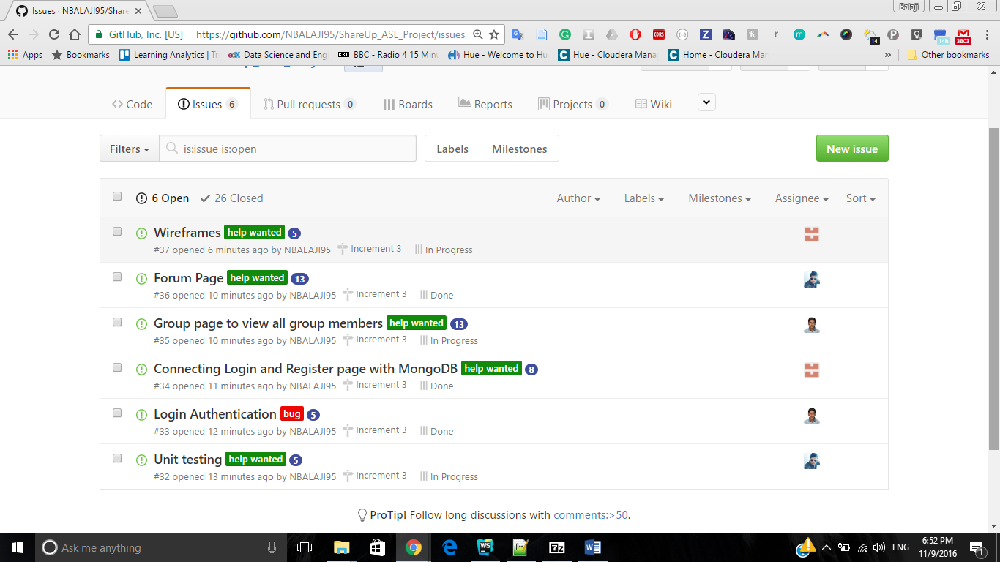 Issues · NBALAJI95/Share
Balaji
GitHub, Inc. [US] https://github.com/NBALAJI95/ShareUp_ASE_Project/issues
Apps Bookmarks Learning Analytics | Tr Data Science and Eng BBC - Radio 4 15 Min Hue - Welcome to Hu Hue - Cloudera Mana Home - Cloudera Man » Other bookmarks
Code Issues 6 Pull requests 0 Boards Reports Projects 0 Wiki
Filters is:issue is:open Labels Milestones New issue
6 Open 26 Closed Author Labels Milestones Assignee Sort
Wireframes help wanted 5
#37 opened 6 minutes ago by NBALAJI95 Increment 3 In Progress
Forum Page help wanted 13
#36 opened 10 minutes ago by NBALAJI95 Increment 3 Done
Group page to view all group members help wanted 13
#35 opened 10 minutes ago by NBALAJI95 Increment 3 In Progress
Connecting Login and Register page with MongoDB help wanted 8
#34 opened 11 minutes ago by NBALAJI95 Increment 3 Done
Login Authentication bug 5
#33 opened 12 minutes ago by NBALAJI95 Increment 3 Done
Unit testing help wanted 5
#32 opened 13 minutes ago by NBALAJI95 Increment 3 In Progress
ProTip! Follow long discussions with comments:>50.
Ask me anything ENG 6:52 PM
11/9/2016